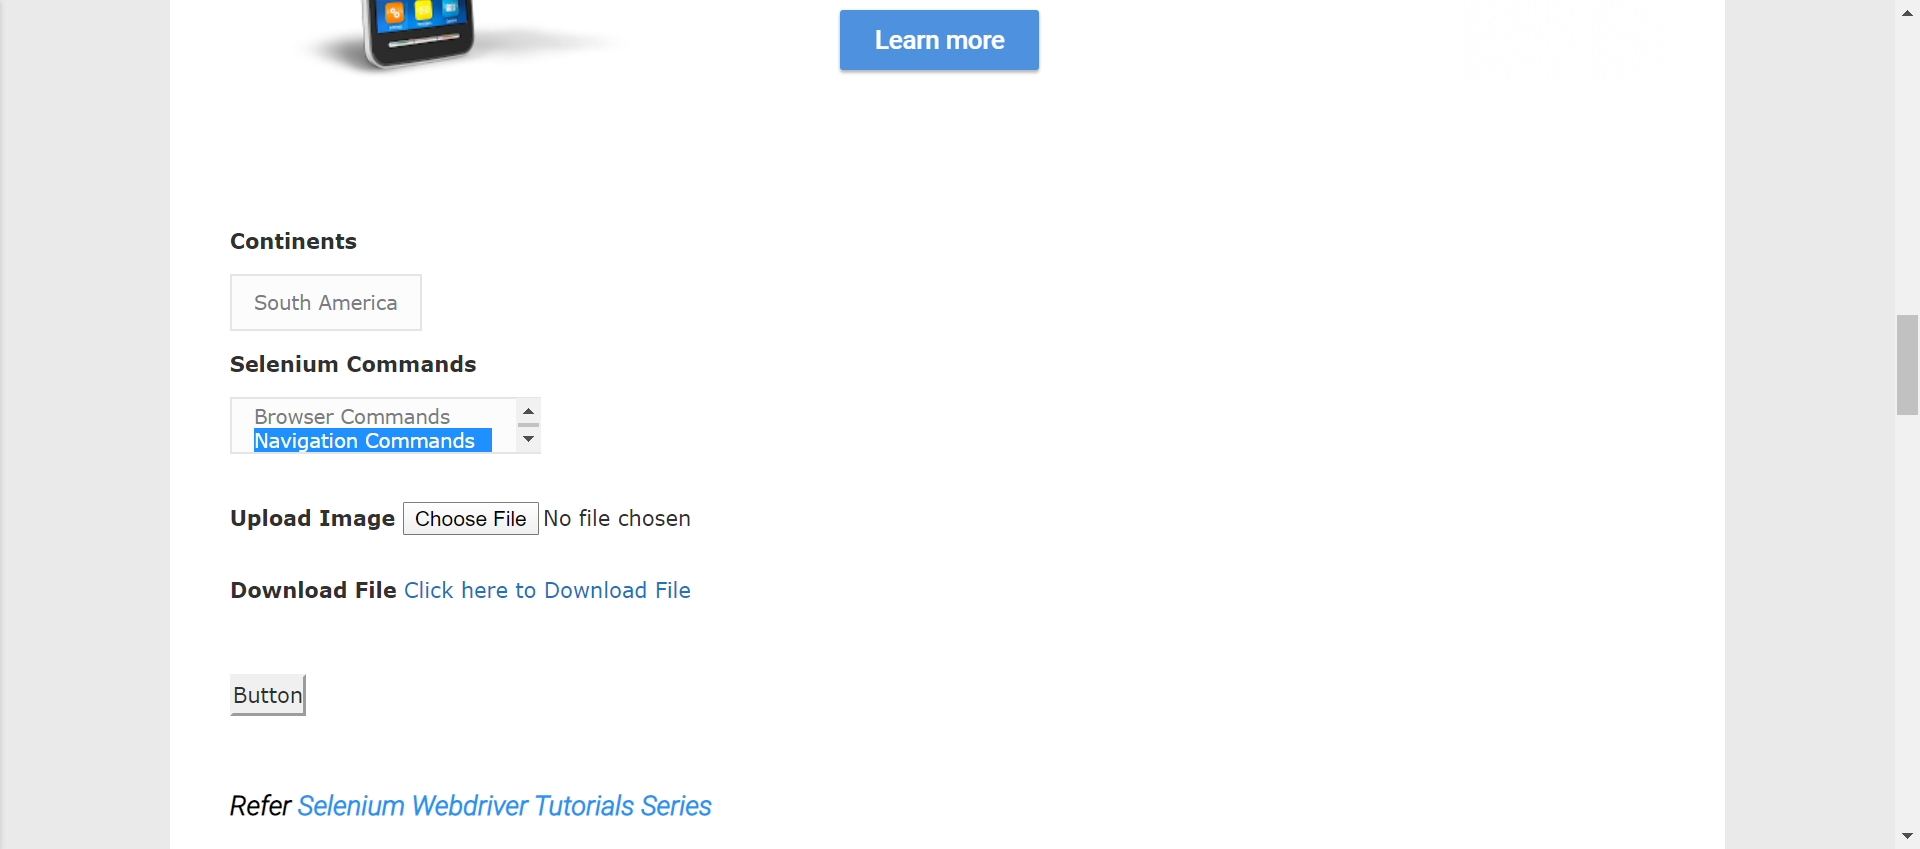 Learn more
Continents
South America
Selenium Commands
Browser Commands
Navigation Commands
Upload Image Choose File No file chosen
Download File Click here to Download File
Button
Refer Selenium Webdriver Tutorials Series